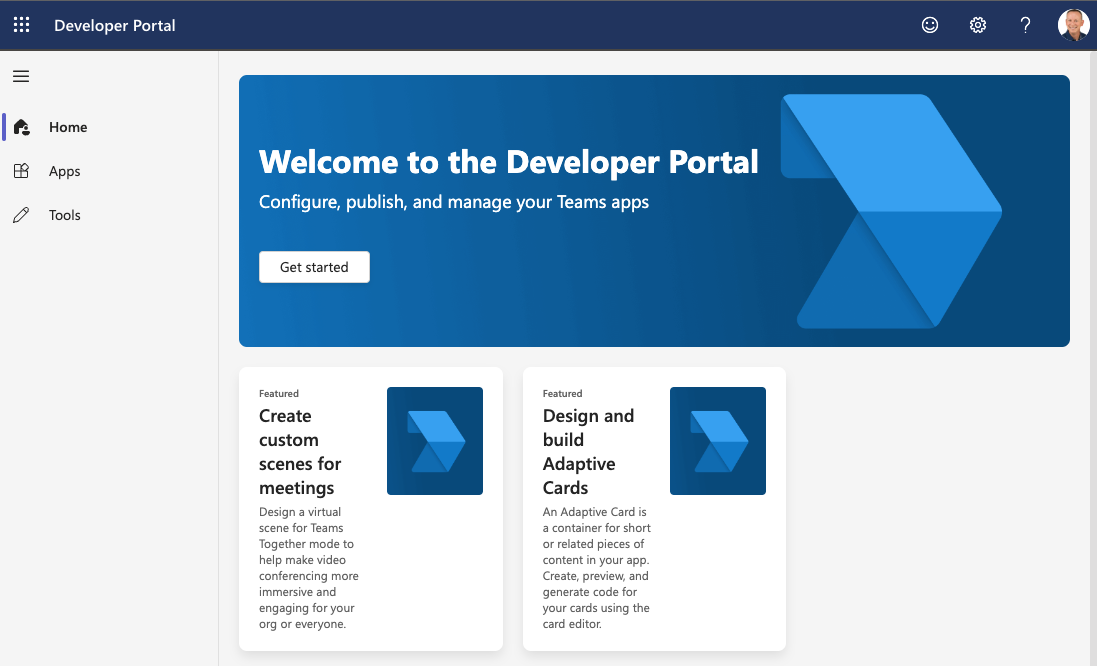 Developer Portal
?
Home
Apps
Tools
Welcome to the Developer Portal
Configure, publish, and manage your Teams apps
Get started
Featured
Create
custom
scenes for
meetings
Design a virtual
scene for Teams
Together mode to
help make video
conferencing more
immersive and
engaging for your
org or everyone.
Featured
Design and
build
Adaptive
Cards
An Adaptive Card is
a container for short
or related pieces of
content in your app.
Create, preview, and
generate code for
your cards using the
card editor.